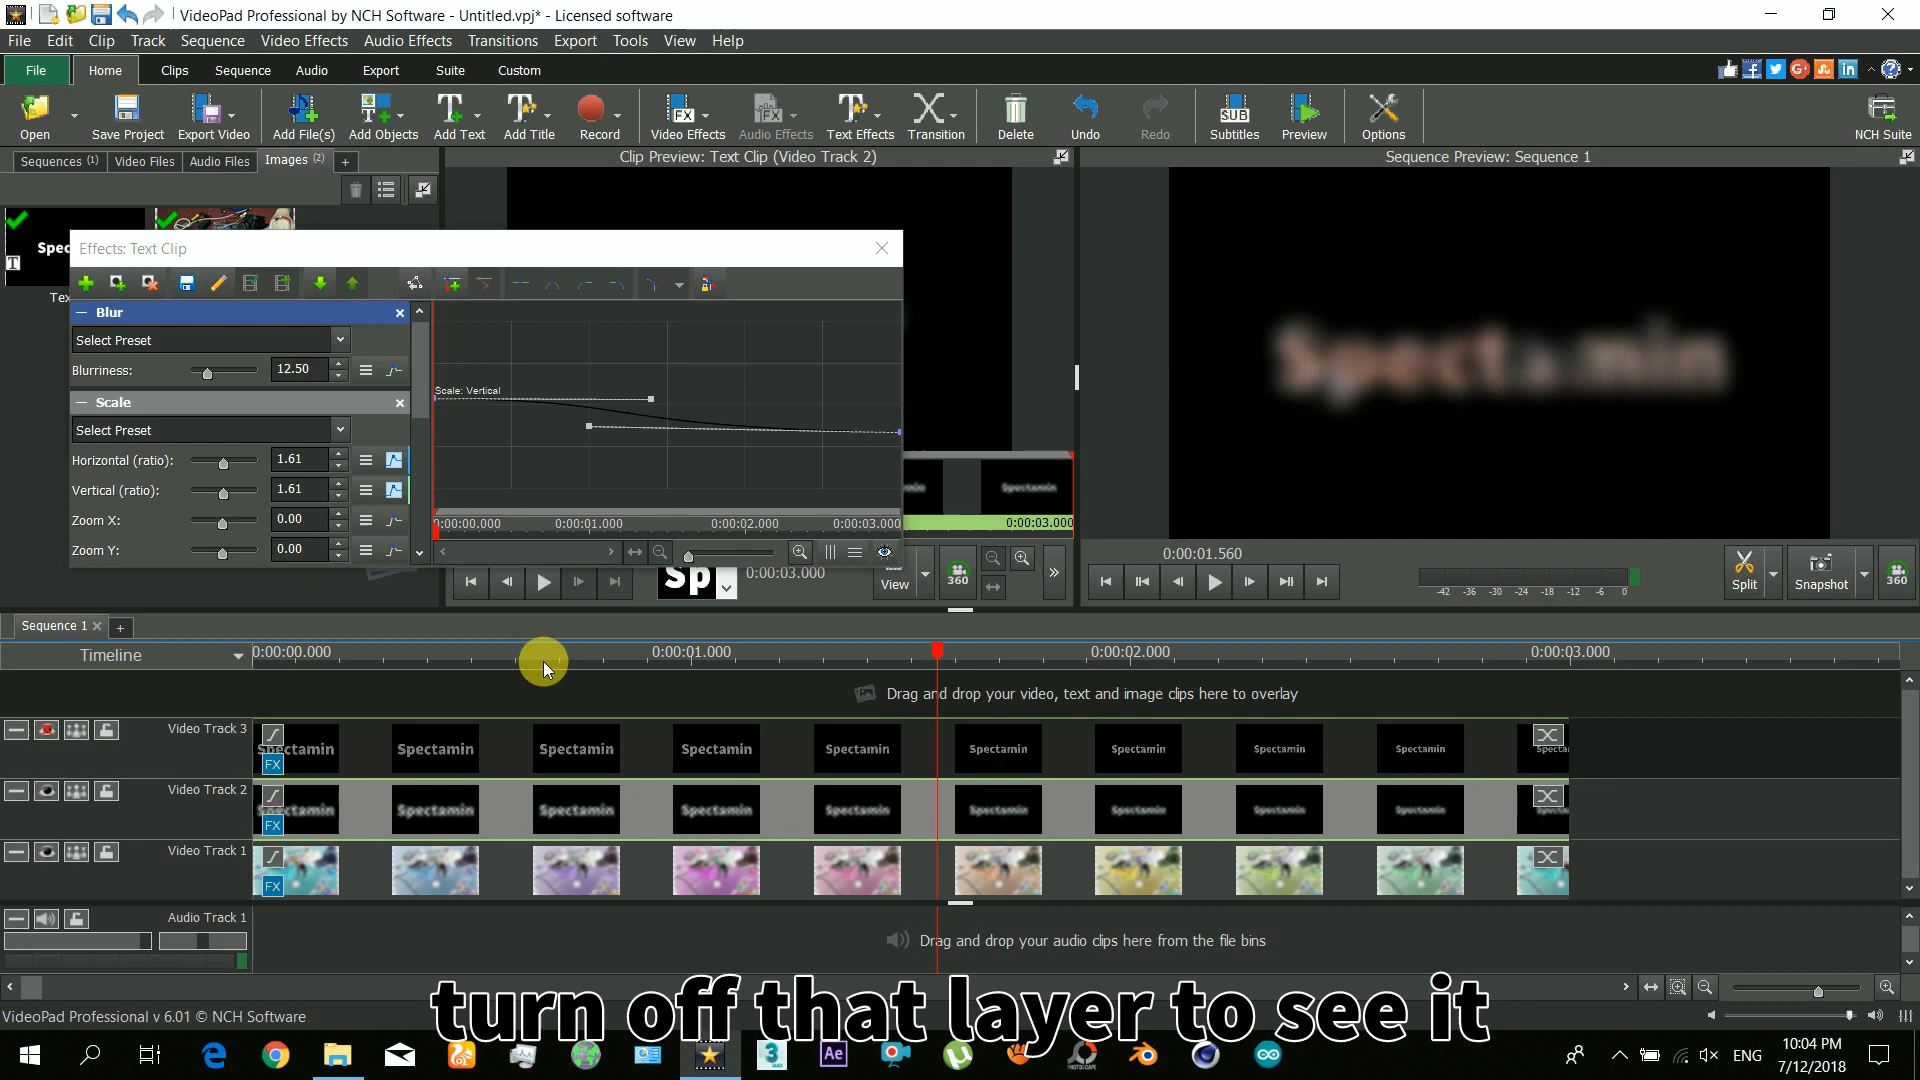 VideoPad Professional by NCH Software - Untitled.vpj* - Licensed software
File Edit Clip Track Sequence Video Effects Audio Effects Transitions Export Tools View Help
File Home Clips Sequence Audio Export Suite Custom
Open Save Project Export Video Add File(s) Add Objects Add Text Add Title Record Video Effects Audio Effects Text Effects Transition Delete Undo Redo Subtitles Preview Options NCH Suite
Sequences (1) Video Files Audio Files Images (2) +
Clip Preview: Text Clip (Video Track 2)
Sequence Preview: Sequence 1
Effects: Text Clip
Blur
Select Preset
Blurriness: 12.50
Scale
Select Preset
Horizontal (ratio): 1.61
Vertical (ratio): 1.61
Zoom X: 0.00
Zoom Y: 0.00
Scale: Vertical
0:00:00.000 0:00:01.000 0:00:02.000 0:00:03.000
Spectamin
0:00:03.000
Spectamin
Sp
0:00:03.000
View
360
0:00:01.560
-42 -36 -30 -24 -18 -12 -6 0
Split
Snapshot
360
Sequence 1
Timeline
0:00:00.000 0:00:01.000 0:00:02.000 0:00:03.000
Drag and drop your video, text and image clips here to overlay
Video Track 3
FX
Spectamin Spectamin Spectamin Spectamin Spectamin Spectamin Spectamin Spectamin
Video Track 2
FX
Spectamin Spectamin Spectamin Spectamin Spectamin Spectamin Spectamin Spectamin
Video Track 1
FX
Audio Track 1
Drag and drop your audio clips here from the file bins
turn off that layer to see it
VideoPad Professional v 6.01 © NCH Software
ENG
10:04 PM
7/12/2018